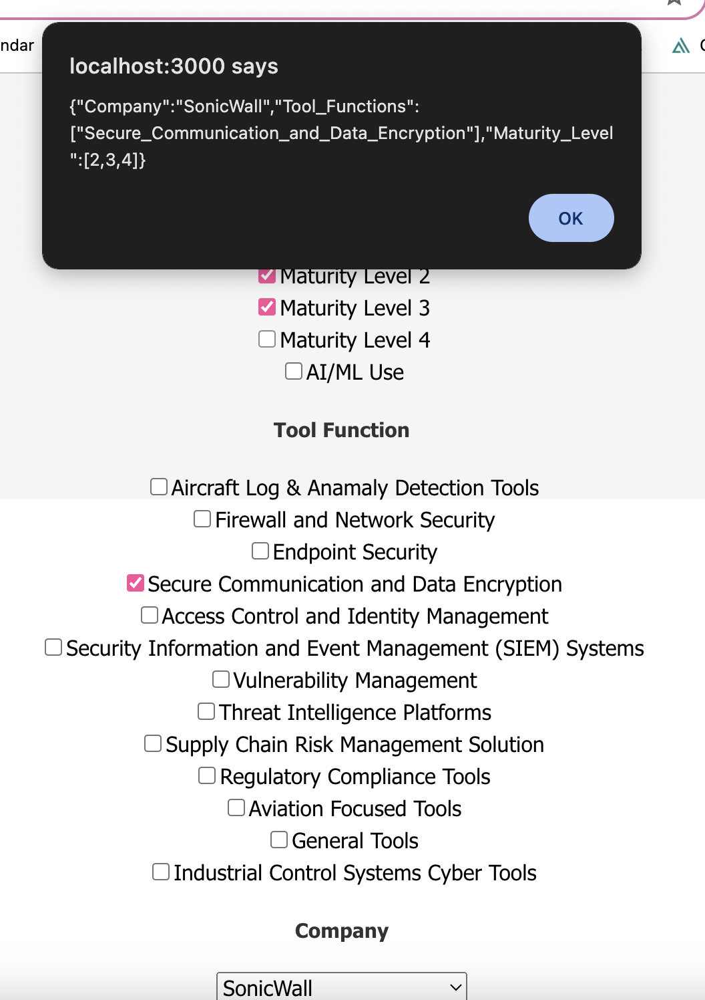 ndar
localhost:3000 says
{"Company":"SonicWall","Tool_Functions":
["Secure_Communication_and_Data_Encryption"],"Maturity_Level
":[2,3,4]}
OK
Maturity Level 2
Maturity Level 3
Maturity Level 4
AI/ML Use
Tool Function
Aircraft Log & Anamaly Detection Tools
Firewall and Network Security
Endpoint Security
Secure Communication and Data Encryption
Access Control and Identity Management
Security Information and Event Management (SIEM) Systems
Vulnerability Management
Threat Intelligence Platforms
Supply Chain Risk Management Solution
Regulatory Compliance Tools
Aviation Focused Tools
General Tools
Industrial Control Systems Cyber Tools
Company
SonicWall